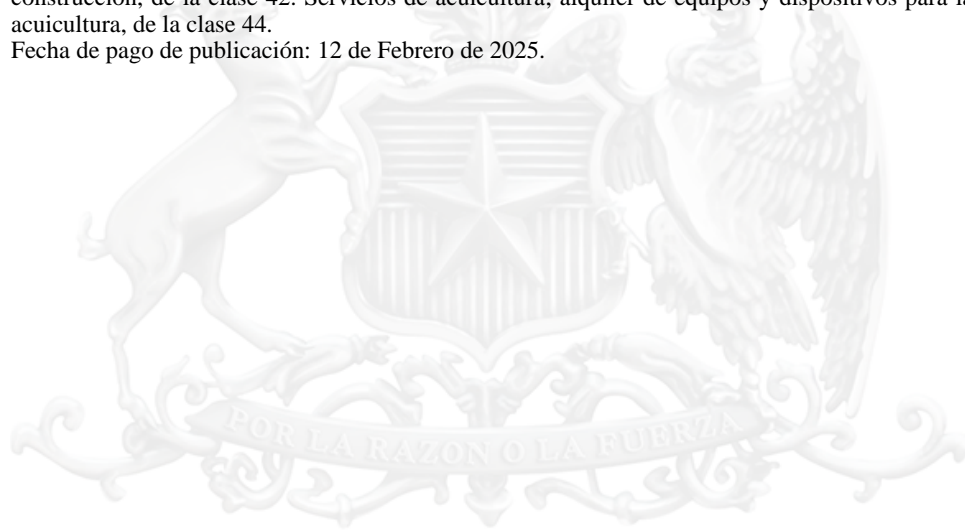 construcción, de la clase 42. Servicios de acuicultura; alquiler de equipos y dispositivos para la
acuicultura, de la clase 44.
Fecha de pago de publicación: 12 de Febrero de 2025.
POR LA RAZON O LA FUERZA